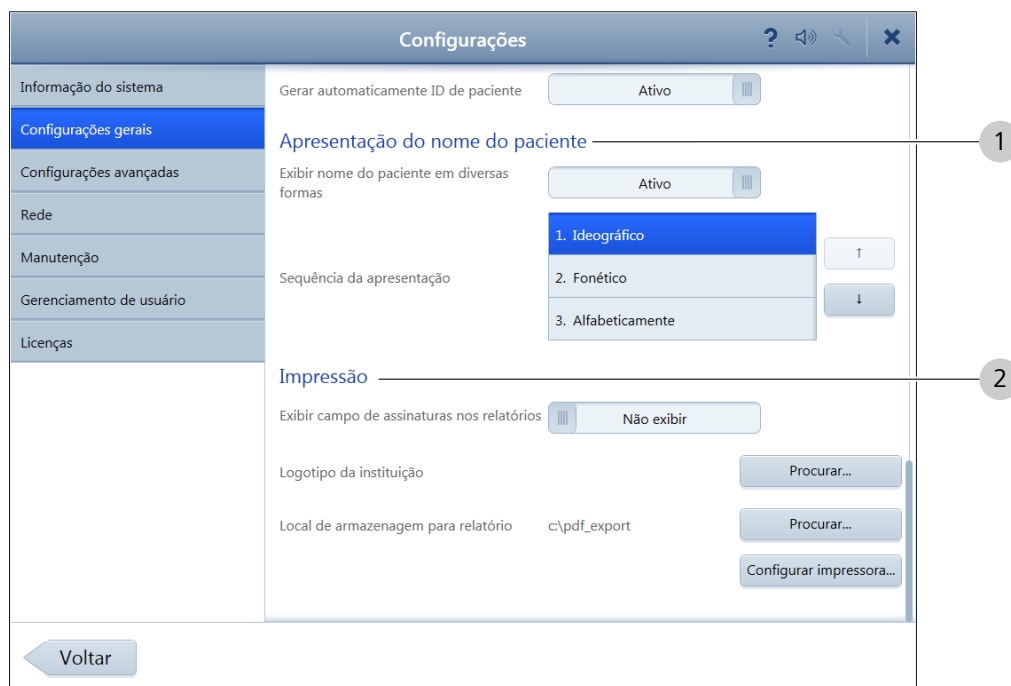 Configurações
?
Informação do sistema
Configurações gerais
Configurações avançadas
Rede
Manutenção
Gerenciamento de usuário
Licenças
Gerar automaticamente ID de paciente
Ativo
Apresentação do nome do paciente
1
Exibir nome do paciente em diversas
formas
Ativo
Sequência da apresentação
1. Ideográfico
2. Fonético
3. Alfabeticamente
↑
↓
Impressão
2
Exibir campo de assinaturas nos relatórios
Não exibir
Logotipo da instituição
Procurar...
Local de armazenagem para relatório
c:\pdf_export
Procurar...
Configurar impressora...
Voltar